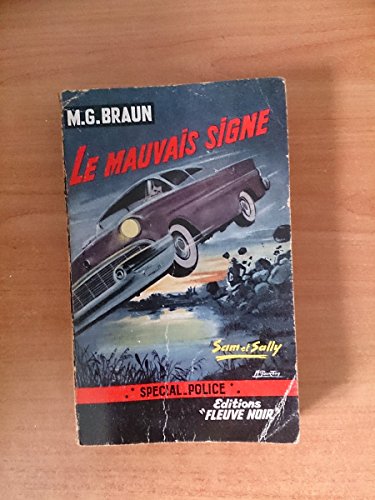 M.G. BRAUN
LE MAUVAIS SIGNE
Sam et Sally
SPECIAL-POLICE
Editions
"FLEUVE NOIR"